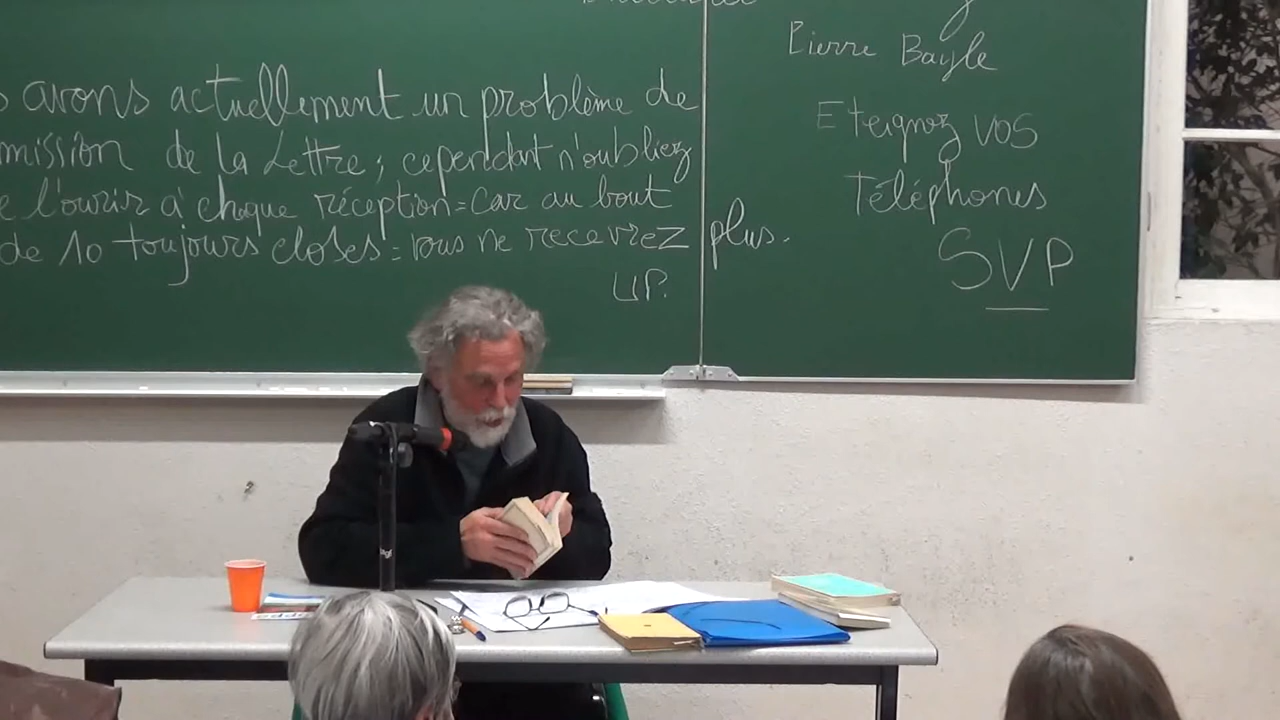 avons actuellement un problème de
mission de la Lettre ; cependant n'oubliez
l'ouvrir à chaque réception = car au bout
de 10 toujours closes = vous ne recevrez plus.
UP.
Pierre Bayle
Eteignez vos
Téléphones
SVP